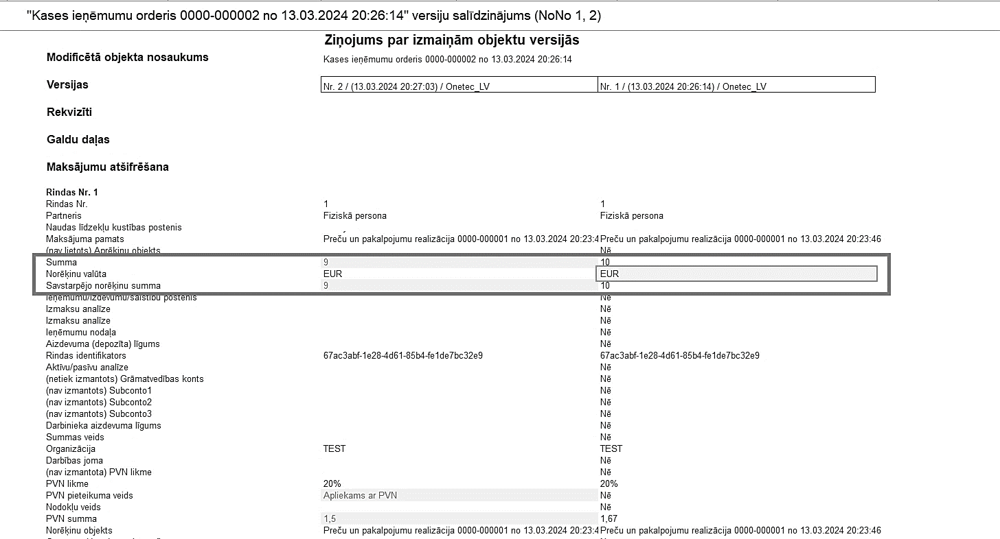 "Kases ieņēmumu orderis 0000-000002 no 13.03.2024 20:26:14" versiju salīdzinājums (NoNo 1, 2)
Ziņojums par izmaiņām objektu versijās
Modificētā objekta nosaukums Kases ieņēmumu orderis 0000-000002 no 13.03.2024 20:26:14
Versijas Nr. 2 / (13.03.2024 20:27:03) / Onetec_LV Nr. 1 / (13.03.2024 20:26:14) / Onetec_LV
Rekvizīti
Galdu daļas
Maksājumu atšifrēšana
Rindas Nr. 1
Rindas Nr. 1 1
Partneris Fiziskā persona Fiziskā persona
Naudas līdzekļu kustības postenis
Maksājuma pamats Preču un pakalpojumu realizācija 0000-000001 no 13.03.2024 20:23:4 Preču un pakalpojumu realizācija 0000-000001 no 13.03.2024 20:23:46
(nav lietots) Aprēķinu objekts Nē
Summa 9 10
Norēķinu valūta EUR EUR
Savstarpējo norēķinu summa 9 10
Ieņēmumu/izdevumu/saistību postenis Nē
Izmaksu analīze Nē
Izmaksu analīze Nē
Ieņēmumu nodaļa Nē
Aizdevuma (depozīta) līgums Nē
Rindas identifikators 67ac3abf-1e28-4d61-85b4-fe1de7bc32e9 67ac3abf-1e28-4d61-85b4-fe1de7bc32e9
Aktīvu/pasīvu analīze Nē
(netiek izmantots) Grāmatvedības konts Nē
(nav izmantots) Subconto1 Nē
(nav izmantots) Subconto2 Nē
(nav izmantots) Subconto3 Nē
Darbinieka aizdevuma līgums Nē
Summas veids Nē
Organizācija TEST TEST
Darbības joma Nē
(nav izmantota) PVN likme Nē
PVN likme 20% 20%
PVN pieteikuma veids Apliekams ar PVN Nē
Nodokļu veids Nē
PVN summa 1,5 1,67
Norēķinu objekts Preču un pakalpojumu realizācija 0000-000001 no 13.03.2024 20:23:4 Preču un pakalpojumu realizācija 0000-000001 no 13.03.2024 20:23:46